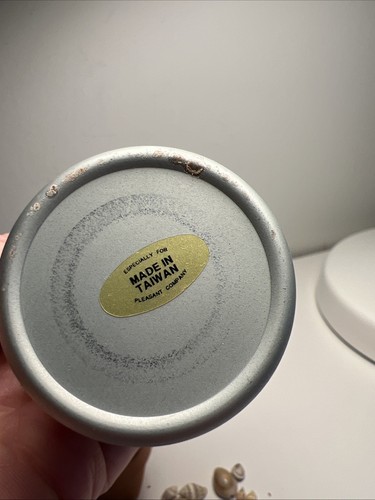 ESPECIALLY FOR
MADE IN
TAIWAN
PLEASANT COMPANY